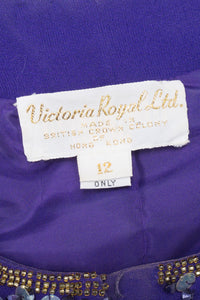 Victoria Royal Ltd.
MADE IN
BRITISH CROWN COLONY
OF
HONG KONG
12
ONLY